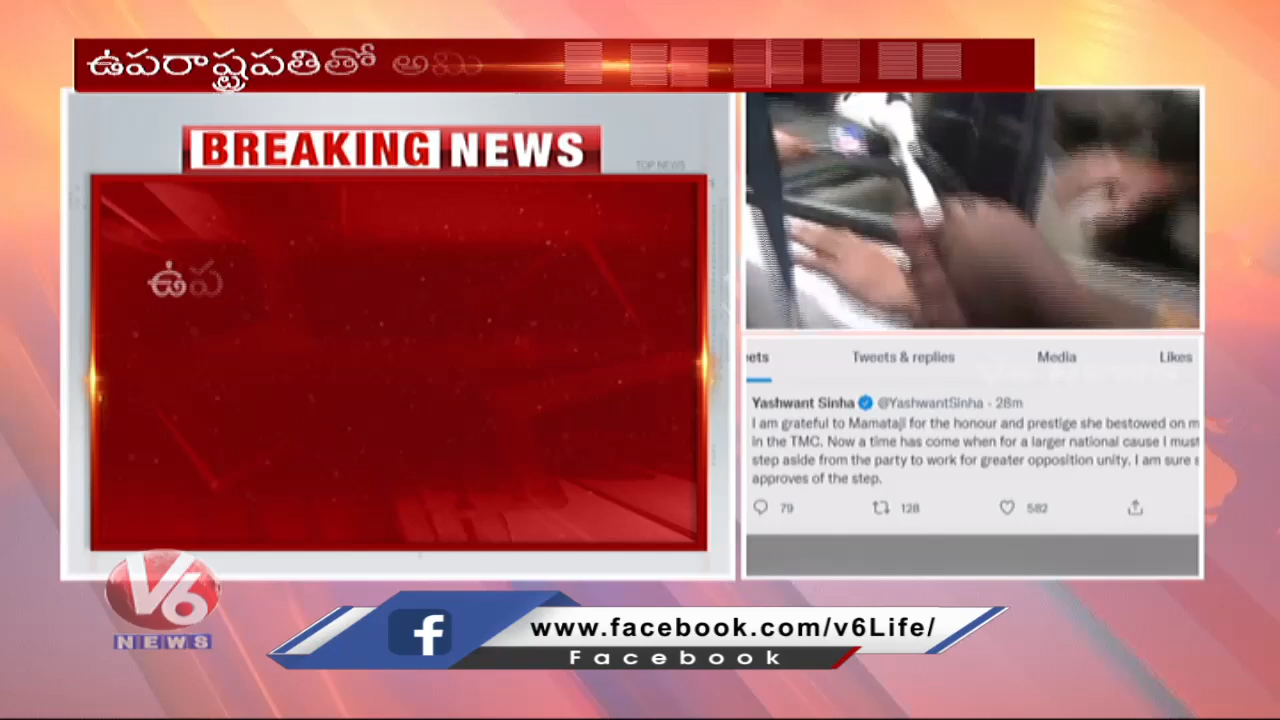 ఉపరాష్ట్రపతితో అమి
BREAKING NEWS
TOP NEWS
ఉప
Tweets & replies
Media
Likes
Yashwant Sinha @YashwantSinha · 28m
I am grateful to Mamataji for the honour and prestige she bestowed on m
in the TMC. Now a time has come when for a larger national cause I must
step aside from the party to work for greater opposition unity. I am sure s
approves of the step.
79
128
582
V6
NEWS
www.facebook.com/v6Life/
Facebook